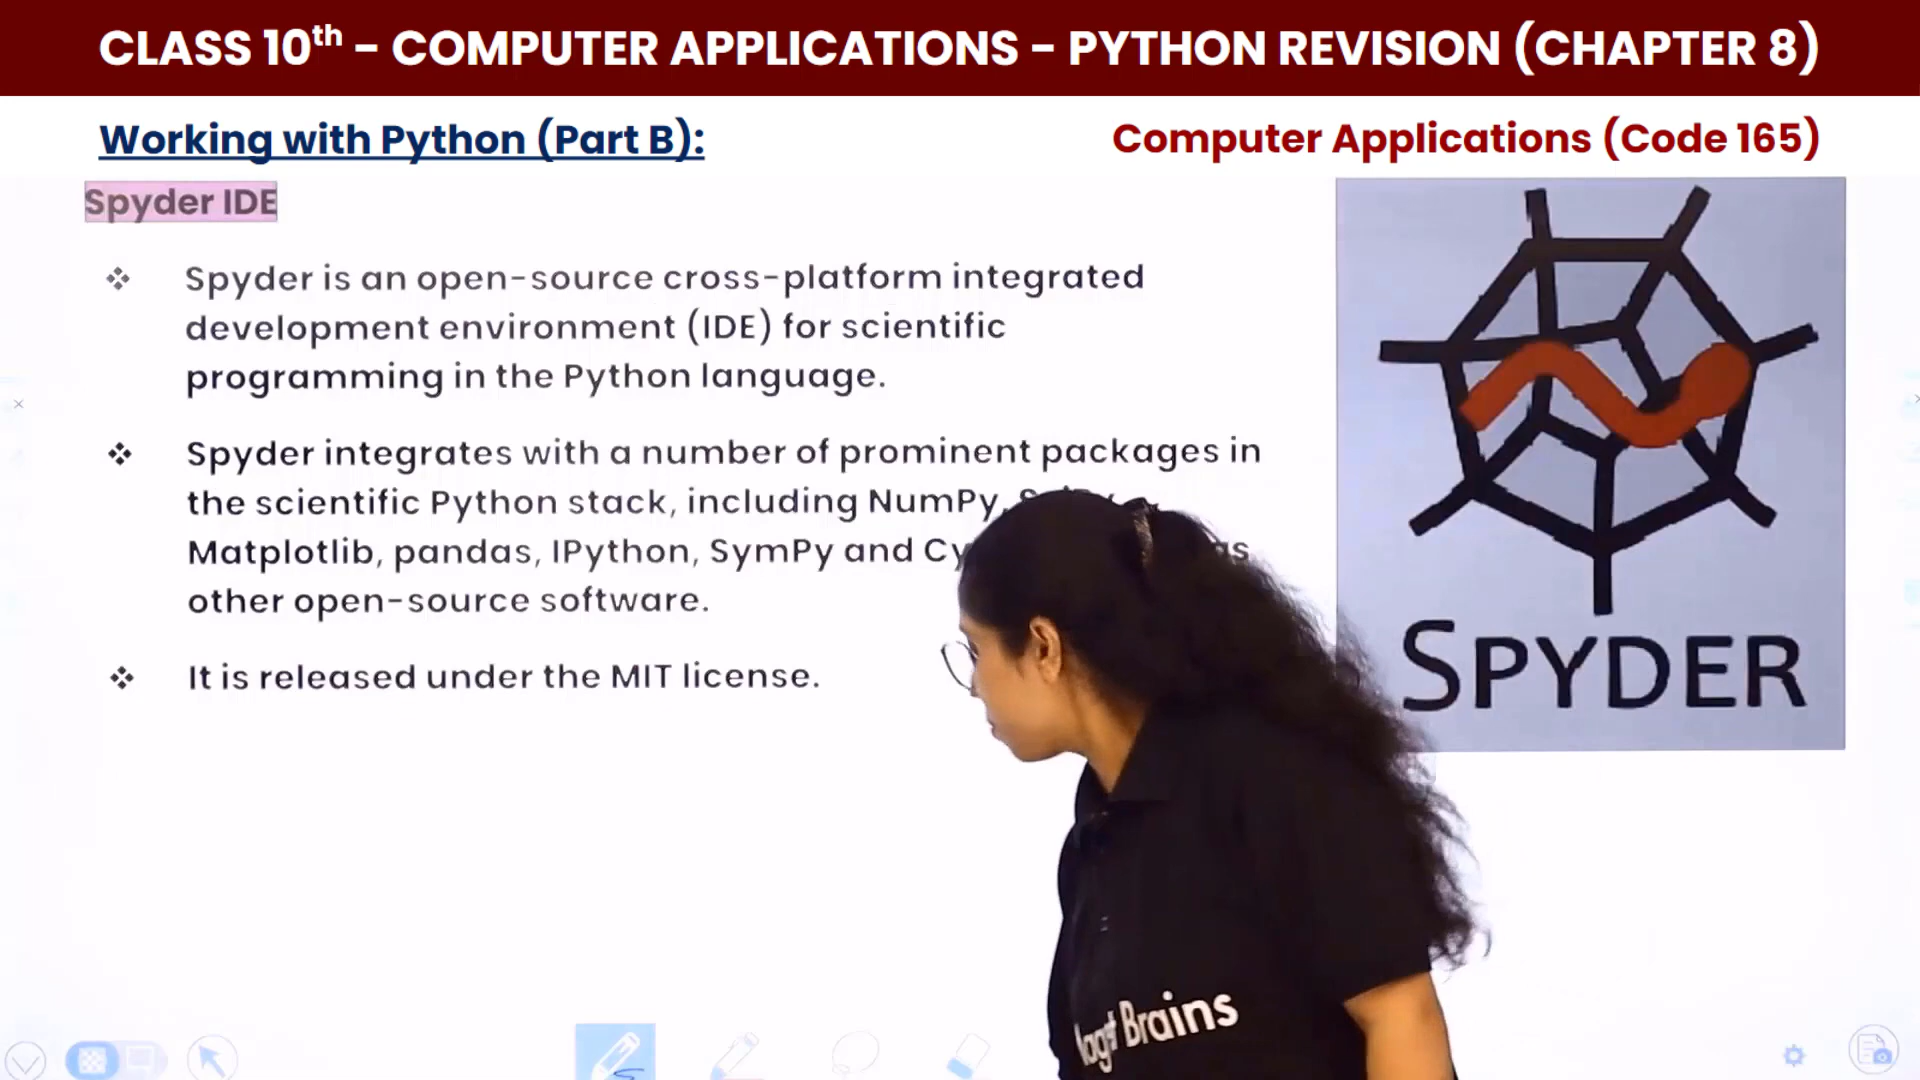 CLASS 10th - COMPUTER APPLICATIONS - PYTHON REVISION (CHAPTER 8)
Working with Python (Part B):
Computer Applications (Code 165)
Spyder IDE
❖ Spyder is an open-source cross-platform integrated
development environment (IDE) for scientific
programming in the Python language.
❖ Spyder integrates with a number of prominent packages in
the scientific Python stack, including NumPy,
Matplotlib, pandas, IPython, SymPy and
other open-source software.
❖ It is released under the MIT license.
SPYDER
Brains